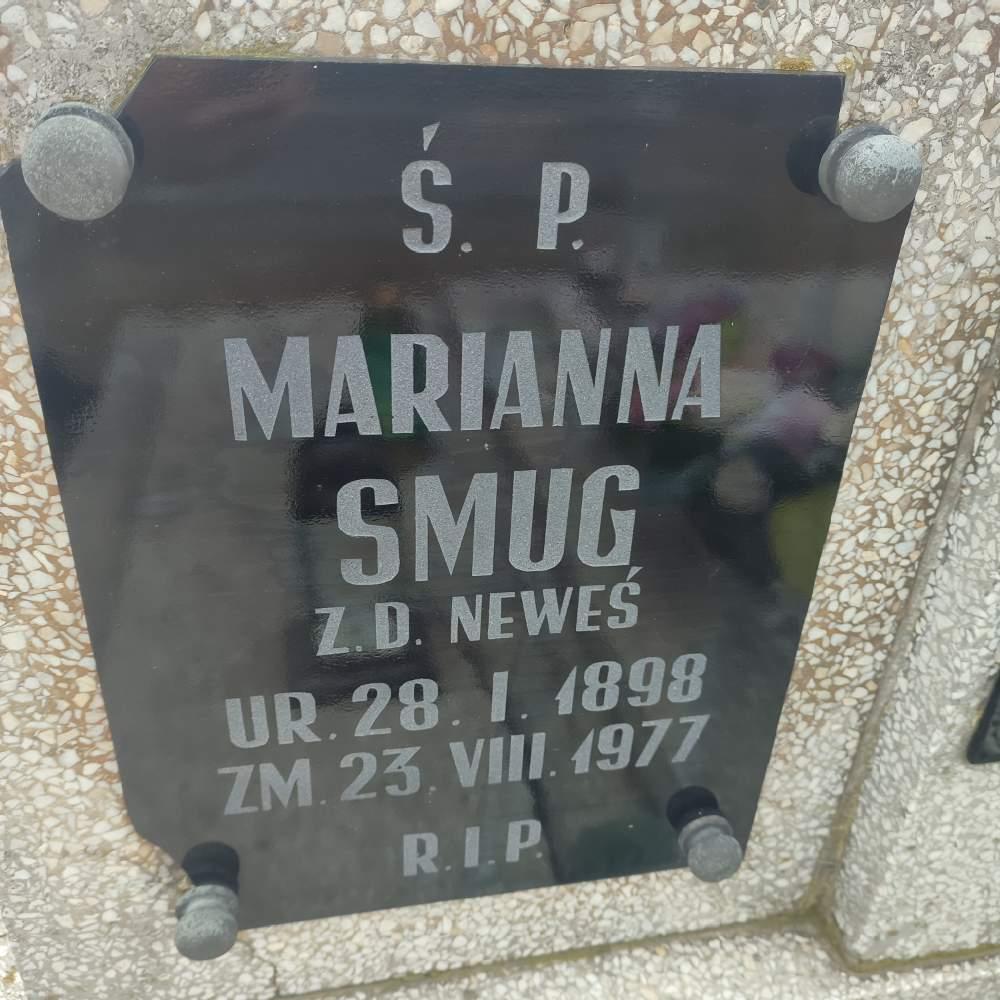 Ś. P.
MARIANNA
SMUG
Z. D. NEWEŚ
UR. 28. I. 1898
ZM. 23. VIII. 1977
R.I.P.